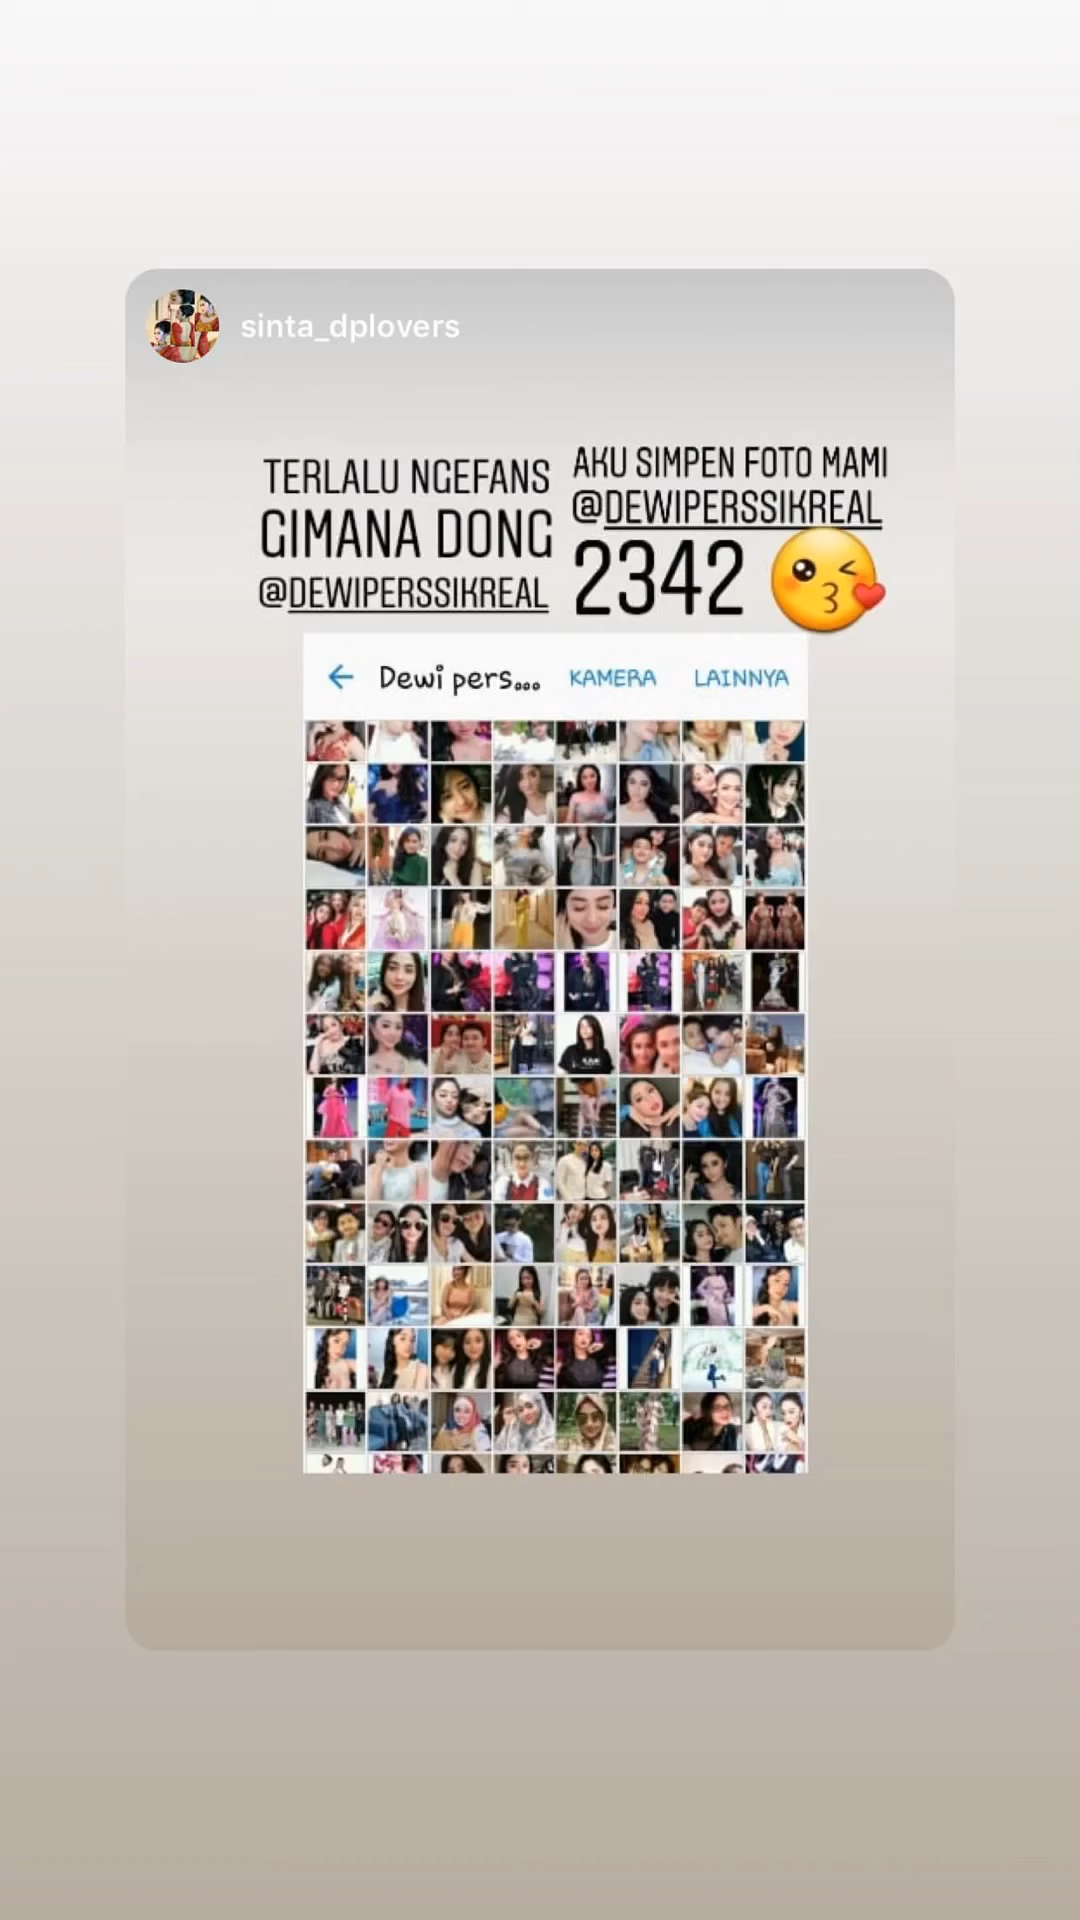 sinta_dplovers
TERLALU NGEFANS
GIMANA DONG
@DEWIPERSSIKREAL
AKU SIMPEN FOTO MAMI
@DEWIPERSSIKREAL
2342
Dewi pers... KAMERA LAINNYA